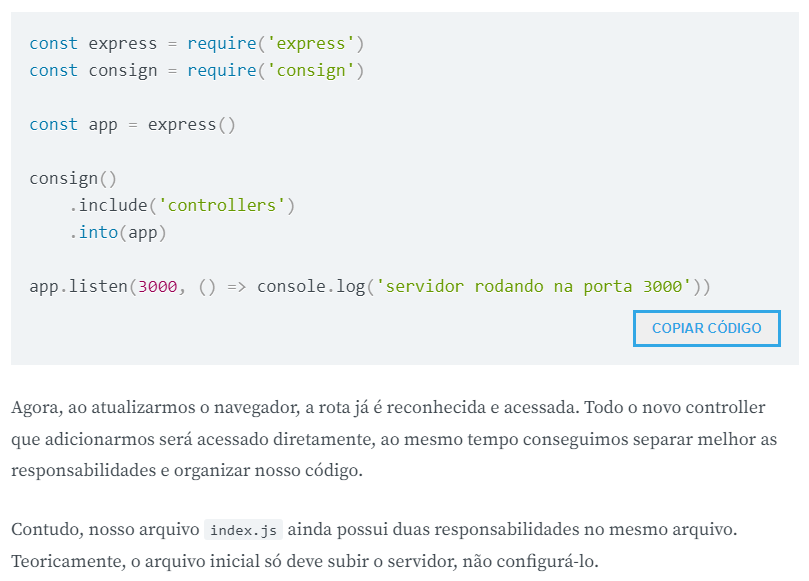 const express = require('express')
const consign = require('consign')
const app = express()
consign()
.include('controllers')
.into(app)
app.listen(3000, () => console.log('servidor rodando na porta 3000'))
COPIAR CÓDIGO
Agora, ao atualizarmos o navegador, a rota já é reconhecida e acessada. Todo o novo controller
que adicionarmos será acessado diretamente, ao mesmo tempo conseguimos separar melhor as
responsabilidades e organizar nosso código.
Contudo, nosso arquivo index.js ainda possui duas responsabilidades no mesmo arquivo.
Teoricamente, o arquivo inicial só deve subir o servidor, não configurá-lo.